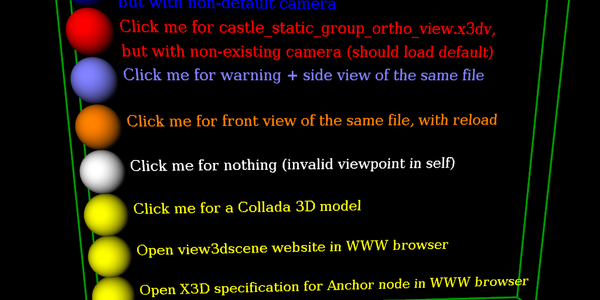 but with non-default camera
Click me for castle_static_group_ortho_view.x3dv,
but with non-existing camera (should load default)
Click me for warning + side view of the same file
Click me for front view of the same file, with reload
Click me for nothing (invalid viewpoint in self)
Click me for a Collada 3D model
Open view3dscene website in WWW browser
Open X3D specification for Anchor node in WWW browser